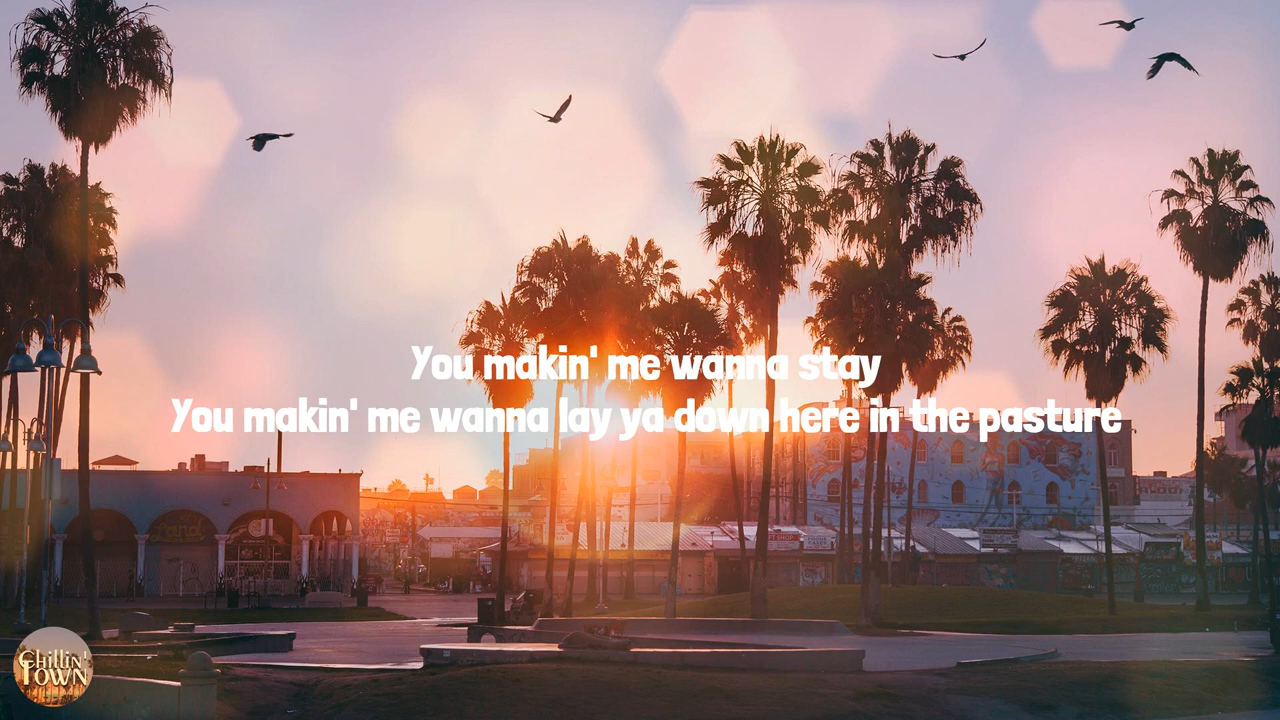 You makin' me wanna stay
You makin' me wanna lay ya down here in the pasture
Chillin'
TOWN